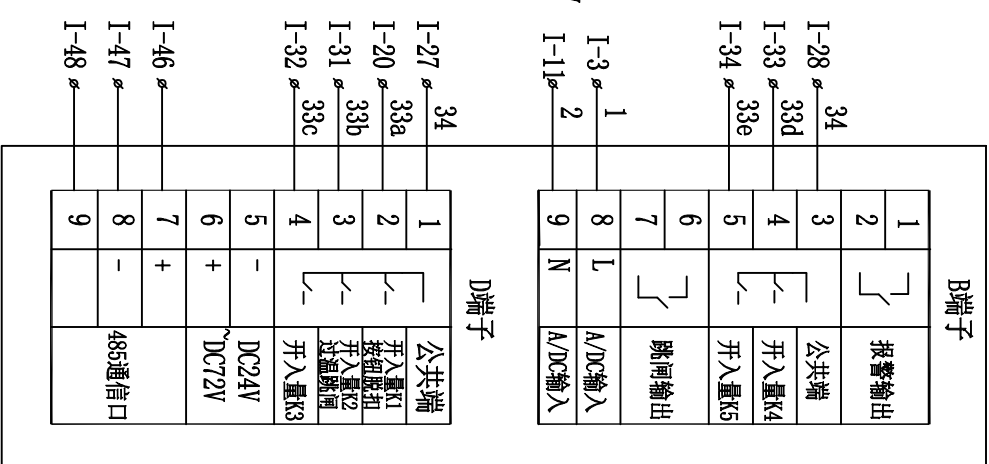 B端子
I-28 34 3 公共端
I-33 33d 4 开入量K4
I-34 33e 5 开入量K5
1
2
报警输出
6
7
跳闸输出
I-3 1 8 L A/DC输入
I-11 2 9 N A/DC输入
D端子
I-27 34 1 公共端
I-20 33a 2 开入量K1
按钮脱扣
I-31 33b 3 开入量K2
过温跳闸
I-32 33c 4 开入量K3
5 - DC24V
6 + ~DC72V
I-46 7 +
I-47 8 - 485通信口
I-48 9